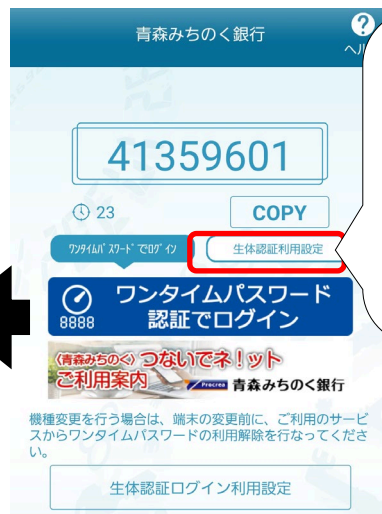 青森みちのく銀行
?
ヘル
41359601
23
COPY
ワンタイムパスワードでログイン
生体認証利用設定
8888
ワンタイムパスワード
認証でログイン
〈青森みちのく〉つないでネ!ット
ご利用案内
Procrea 青森みちのく銀行
機種変更を行う場合は、端末の変更前に、ご利用のサービ
スからワンタイムパスワードの利用解除を行なってくださ
い。
生体認証ログイン利用設定